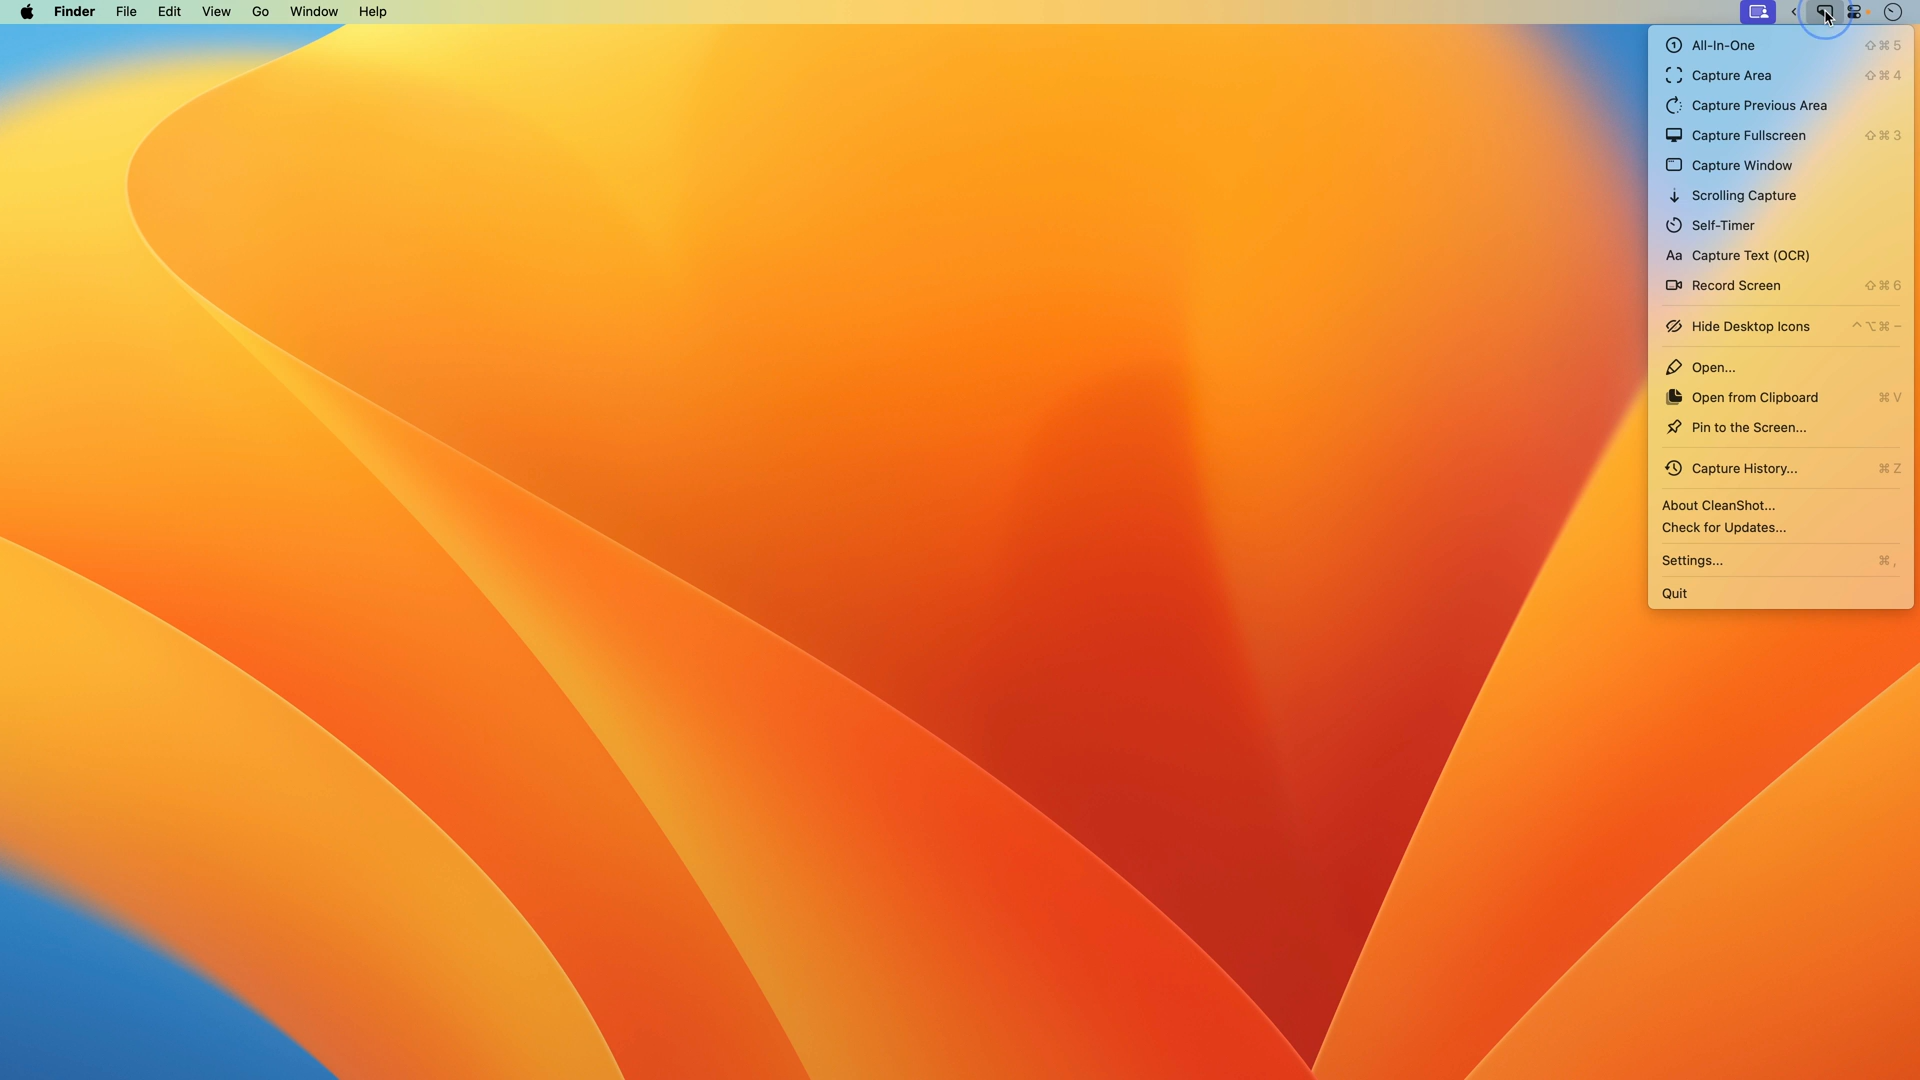 Finder File Edit View Go Window Help
All-In-One ⇧⌘5
Capture Area ⇧⌘4
Capture Previous Area
Capture Fullscreen ⇧⌘3
Capture Window
Scrolling Capture
Self-Timer
Aa Capture Text (OCR)
Record Screen ⇧⌘6
Hide Desktop Icons ^⌥⌘–
Open...
Open from Clipboard ⌘V
Pin to the Screen...
Capture History... ⌘Z
About CleanShot...
Check for Updates...
Settings... ⌘,
Quit